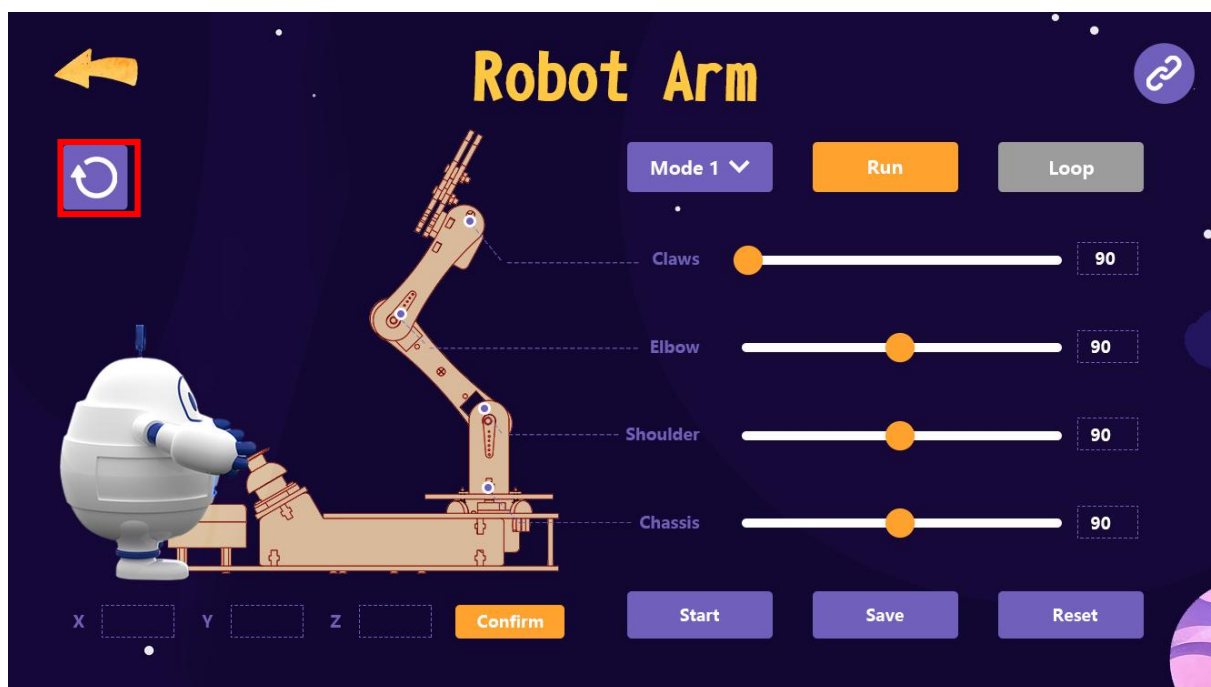 Robot Arm
Mode 1
Run
Loop
Claws
90
Elbow
90
Shoulder
90
Chassis
90
X
Y
Z
Confirm
Start
Save
Reset